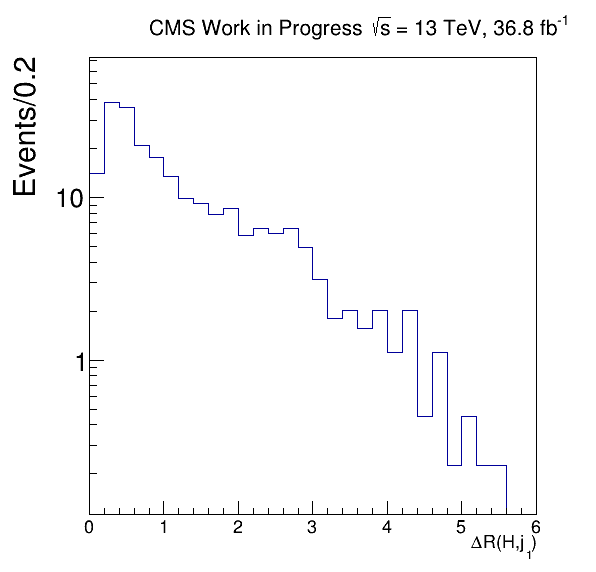 CMS Work in Progress √s = 13 TeV, 36.8 fb⁻¹
Events/0.2
10
1
0 1 2 3 4 5 6
ΔR(H,j₁)